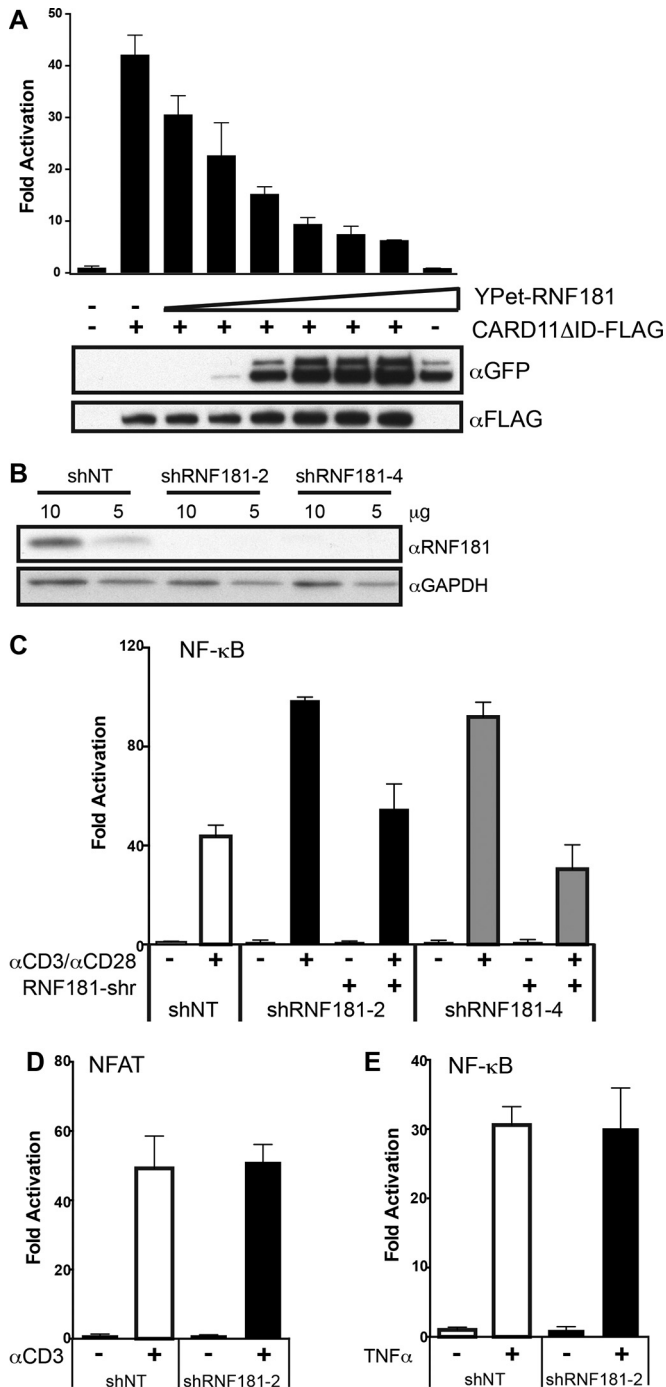 A
Fold Activation
50
40
30
20
10
0
- - YPet-RNF181
- + + + + + + + - CARD11ΔID-FLAG
αGFP
αFLAG
B
shNT shRNF181-2 shRNF181-4
10 5 10 5 10 5 μg
αRNF181
αGAPDH
C
NF-κB
Fold Activation
120
80
40
0
αCD3/αCD28 - + - + - + - + - +
RNF181-shr + + + +
shNT shRNF181-2 shRNF181-4
D
NFAT
Fold Activation
80
60
40
20
0
αCD3 - + - +
shNT shRNF181-2
E
NF-κB
Fold Activation
40
30
20
10
0
TNFα - + - +
shNT shRNF181-2